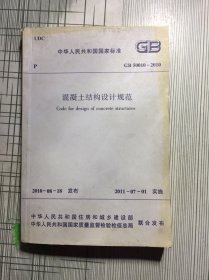 UDC
中华人民共和国国家标准
GB
P
GB 50010-2010
混凝土结构设计规范
Code for design of concrete structures
2010-08-18 发布
2011-07-01 实施
中华人民共和国住房和城乡建设部
中华人民共和国国家质量监督检验检疫总局
联合发布